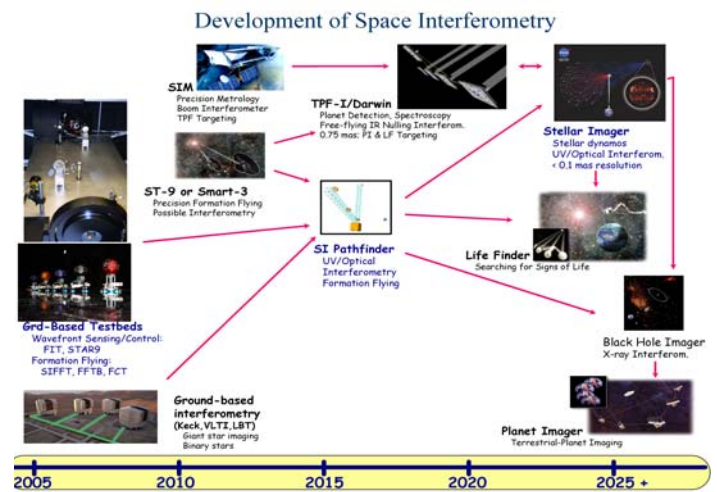 Development of Space Interferometry
SIM
Precision Metrology
Boom Interferometer
TPF Targeting
TPF-I/Darwin
Planet Detection, Spectroscopy
Free-flying IR Nulling Interferom.
0.75 mas; PI & LF Targeting
Stellar Imager
Stellar dynamos
UV/Optical Interferom.
< 0.1 mas resolution
ST-9 or Smart-3
Precision Formation Flying
Possible Interferometry
SI Pathfinder
UV/Optical
Interferometry
Formation Flying
Life Finder
Searching for Signs of Life
Grd-Based Testbeds
Wavefront Sensing/Control:
FIT, STAR9
Formation Flying:
SIFFT, FFTB, FCT
Black Hole Imager
X-ray Interferom.
Ground-based
interferometry
(Keck, VLTI, LBT)
Giant star imaging
Binary stars
Planet Imager
Terrestrial-Planet Imaging
2005 2010 2015 2020 2025 +